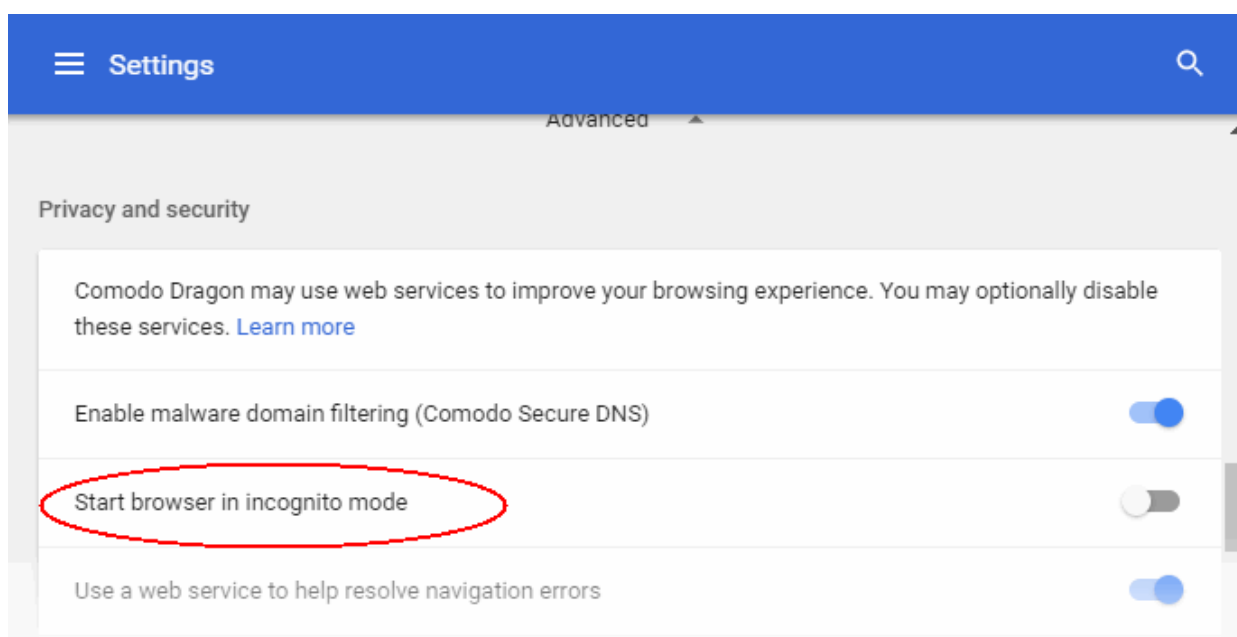 Settings
Advanced
Privacy and security
Comodo Dragon may use web services to improve your browsing experience. You may optionally disable
these services. Learn more
Enable malware domain filtering (Comodo Secure DNS)
Start browser in incognito mode
Use a web service to help resolve navigation errors